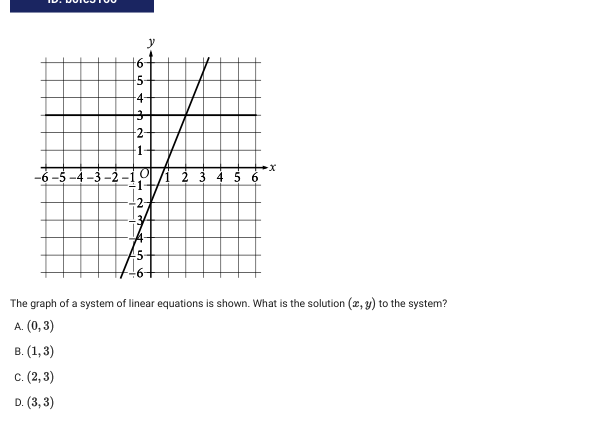 y
6
5
4
3
2
1
-6 -5 -4 -3 -2 -1 O 1 2 3 4 5 6 x
-1
-2
-3
-4
-5
-6
The graph of a system of linear equations is shown. What is the solution (x, y) to the system?
A. (0, 3)
B. (1, 3)
C. (2, 3)
D. (3, 3)